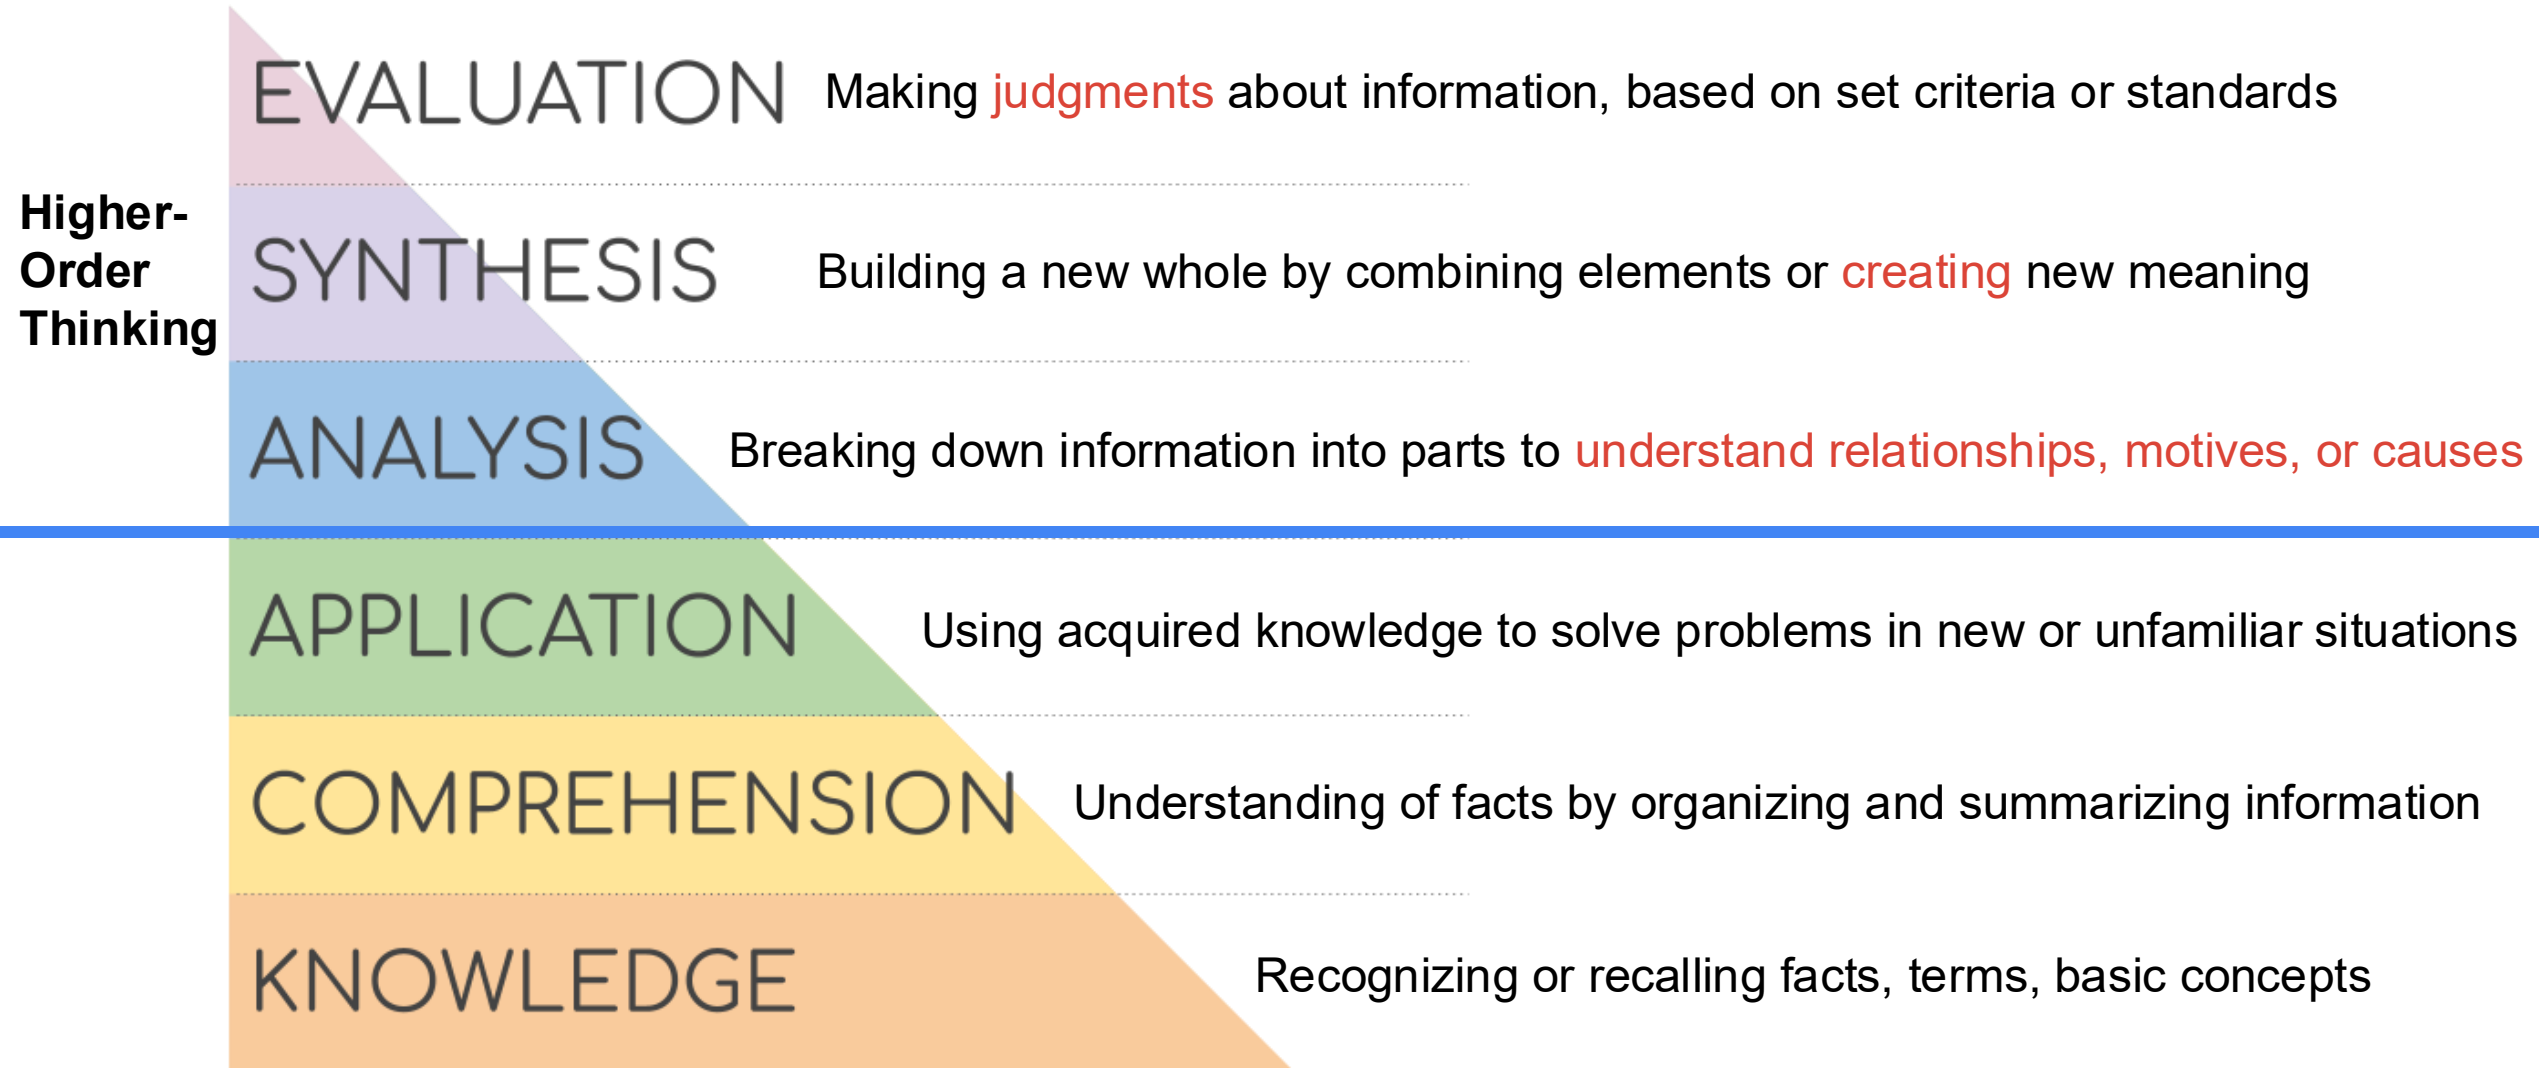 EVALUATION Making judgments about information, based on set criteria or standards
Higher-
Order
Thinking
SYNTHESIS Building a new whole by combining elements or creating new meaning
ANALYSIS Breaking down information into parts to understand relationships, motives, or causes
APPLICATION Using acquired knowledge to solve problems in new or unfamiliar situations
COMPREHENSION Understanding of facts by organizing and summarizing information
KNOWLEDGE Recognizing or recalling facts, terms, basic concepts